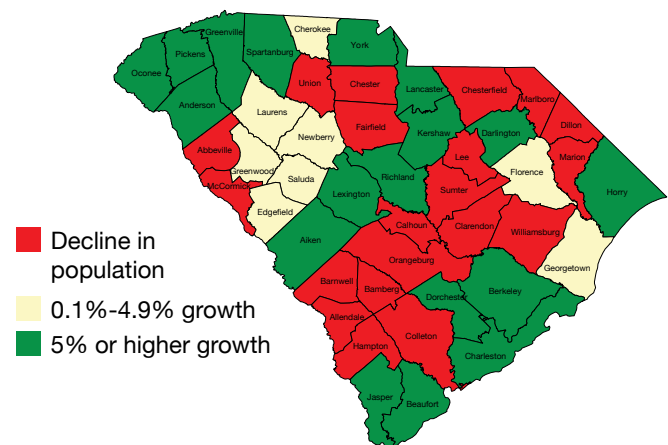 Cherokee
Greenville
York
Spartanburg
Pickens
Oconee
Union
Chester
Lancaster
Chesterfield
Marlboro
Anderson
Laurens
Dillon
Fairfield
Kershaw
Darlington
Newberry
Abbeville
Lee
Marion
Greenwood
Florence
Saluda
Richland
McCormick
Lexington
Sumter
Horry
Edgefield
Calhoun
Clarendon
Williamsburg
Aiken
Orangeburg
Georgetown
Barnwell
Bamberg
Dorchester
Berkeley
Allendale
Colleton
Hampton
Charleston
Jasper
Beaufort
Decline in
population
0.1%-4.9% growth
5% or higher growth